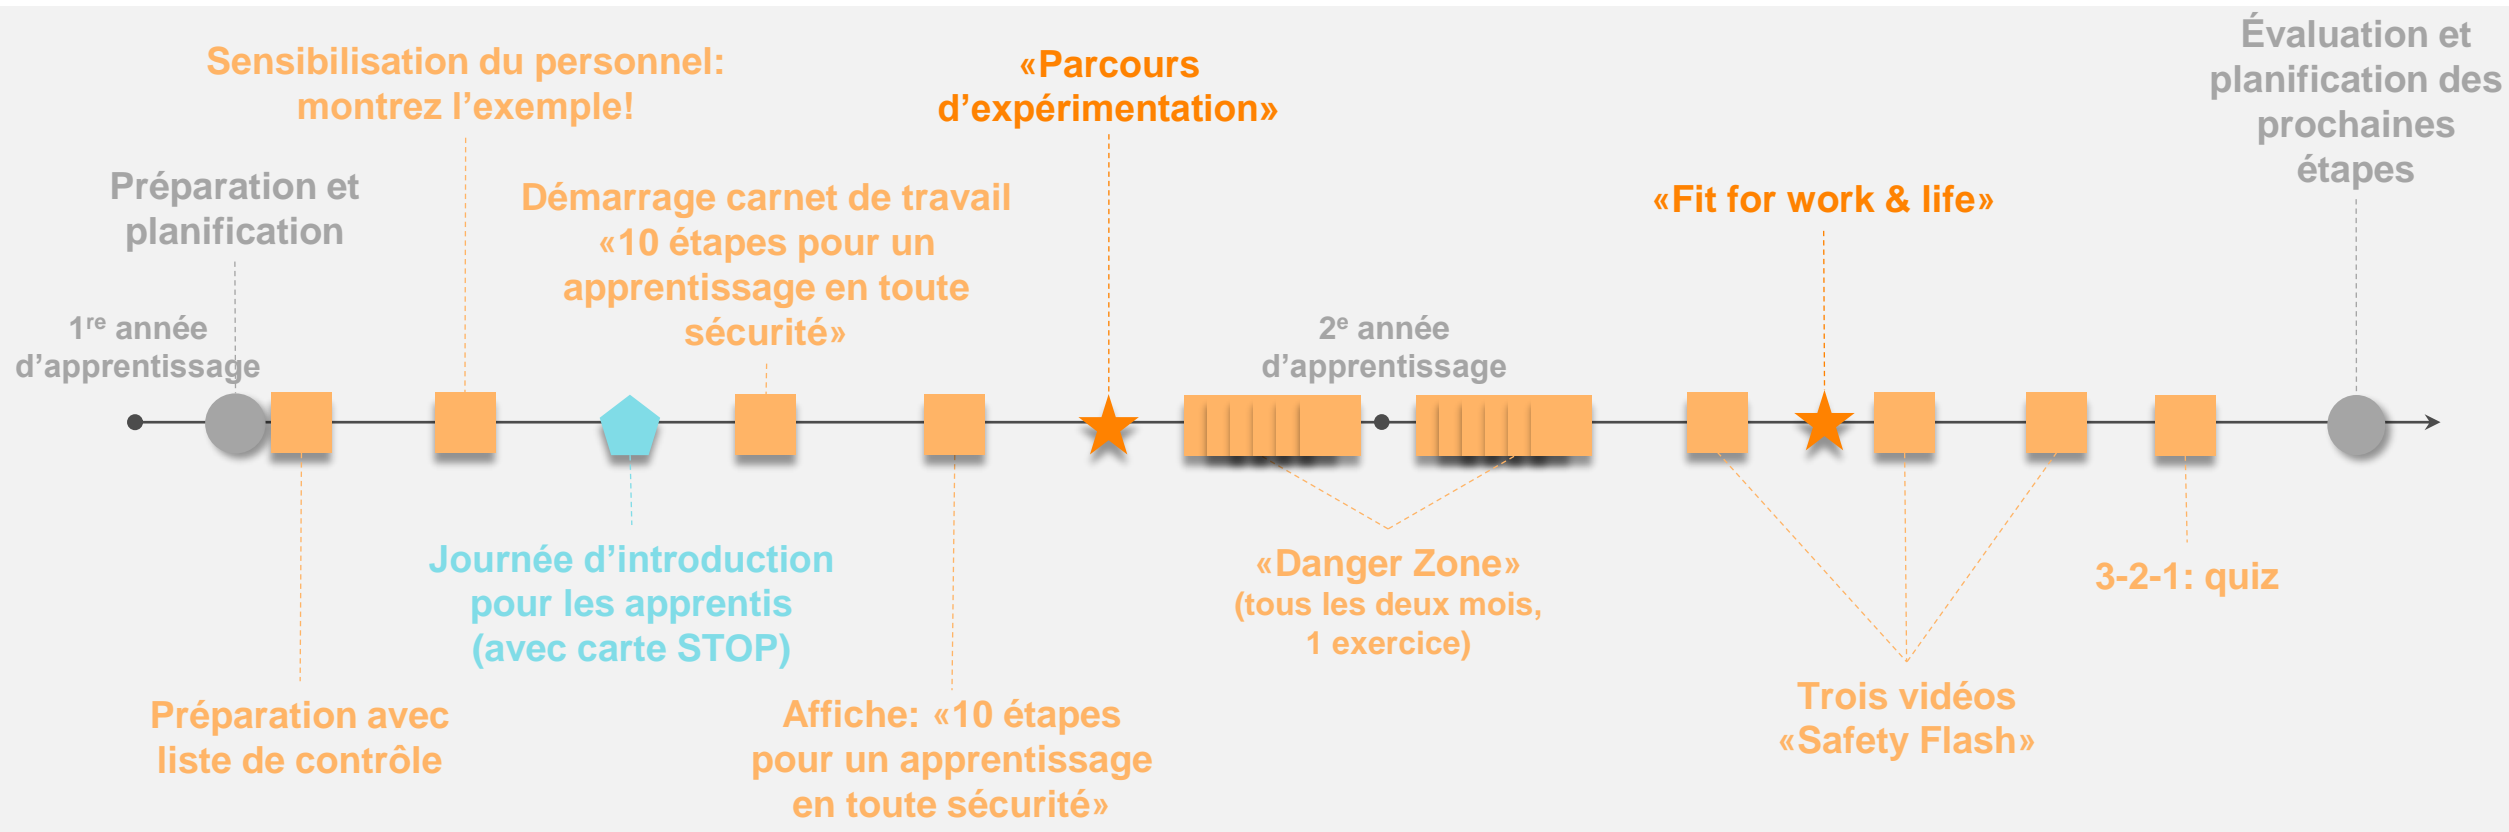 Sensibilisation du personnel:
montrez l’exemple!
«Parcours
d’expérimentation»
Évaluation et
planification des
prochaines
étapes
Préparation et
planification
Démarrage carnet de travail
«10 étapes pour un
apprentissage en toute
sécurité»
«Fit for work & life»
1re année
d’apprentissage
2e année
d’apprentissage
Journée d’introduction
pour les apprentis
(avec carte STOP)
«Danger Zone»
(tous les deux mois,
1 exercice)
3-2-1: quiz
Préparation avec
liste de contrôle
Affiche: «10 étapes
pour un apprentissage
en toute sécurité»
Trois vidéos
«Safety Flash»